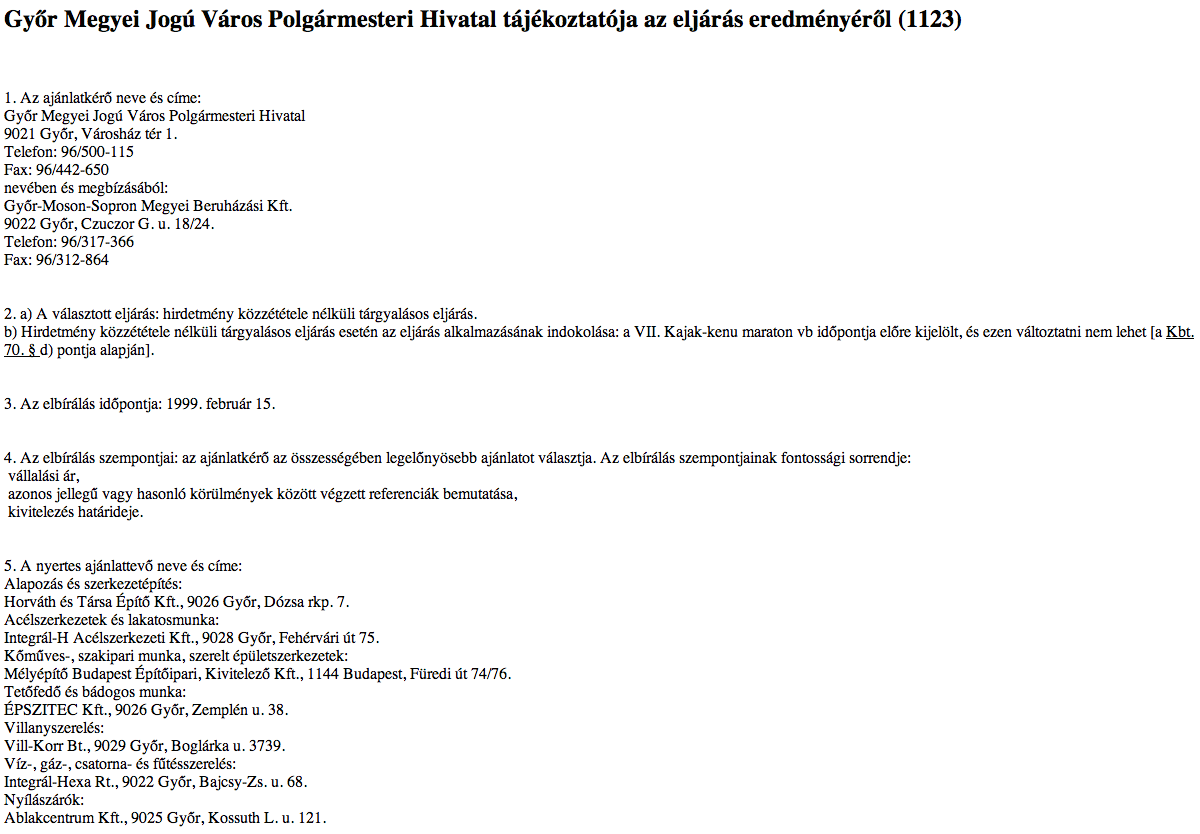 Győr Megyei Jogú Város Polgármesteri Hivatal tájékoztatója az eljárás eredményéről (1123)
1. Az ajánlatkérő neve és címe:
Győr Megyei Jogú Város Polgármesteri Hivatal
9021 Győr, Városház tér 1.
Telefon: 96/500-115
Fax: 96/442-650
nevében és megbízásából:
Győr-Moson-Sopron Megyei Beruházási Kft.
9022 Győr, Czuczor G. u. 18/24.
Telefon: 96/317-366
Fax: 96/312-864
2. a) A választott eljárás: hirdetmény közzététele nélküli tárgyalásos eljárás.
b) Hirdetmény közzététele nélküli tárgyalásos eljárás esetén az eljárás alkalmazásának indokolása: a VII. Kajak-kenu maraton vb időpontja előre kijelölt, és ezen változtatni nem lehet [a Kbt.
70. § d) pontja alapján].
3. Az elbírálás időpontja: 1999. február 15.
4. Az elbírálás szempontjai: az ajánlatkérő az összességében legelőnyösebb ajánlatot választja. Az elbírálás szempontjainak fontossági sorrendje:
vállalási ár,
azonos jellegű vagy hasonló körülmények között végzett referenciák bemutatása,
kivitelezés határideje.
5. A nyertes ajánlattevő neve és címe:
Alapozás és szerkezetépítés:
Horváth és Társa Építő Kft., 9026 Győr, Dózsa rkp. 7.
Acélszerkezetek és lakatosmunka:
Integrál-H Acélszerkezeti Kft., 9028 Győr, Fehérvári út 75.
Kőműves-, szakipari munka, szerelt épületszerkezetek:
Mélyépítő Budapest Építőipari, Kivitelező Kft., 1144 Budapest, Füredi út 74/76.
Tetőfedő és bádogos munka:
ÉPSZITEC Kft., 9026 Győr, Zemplén u. 38.
Villanyszerelés:
Vill-Korr Bt., 9029 Győr, Boglárka u. 3739.
Víz-, gáz-, csatorna- és fűtésszerelés:
Integrál-Hexa Rt., 9022 Győr, Bajcsy-Zs. u. 68.
Nyílászárók:
Ablakcentrum Kft., 9025 Győr, Kossuth L. u. 121.